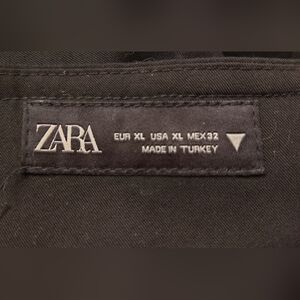 ZARA
EUR XL USA XL MEX 32
MADE IN TURKEY